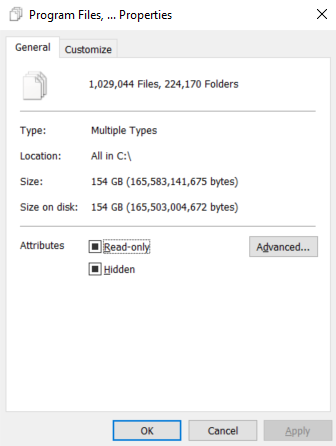 Program Files, ... Properties
General
Customize
1,029,044 Files, 224,170 Folders
Type: Multiple Types
Location: All in C:\
Size: 154 GB (165,583,141,675 bytes)
Size on disk: 154 GB (165,503,004,672 bytes)
Attributes Read-only Advanced...
Hidden
OK Cancel Apply